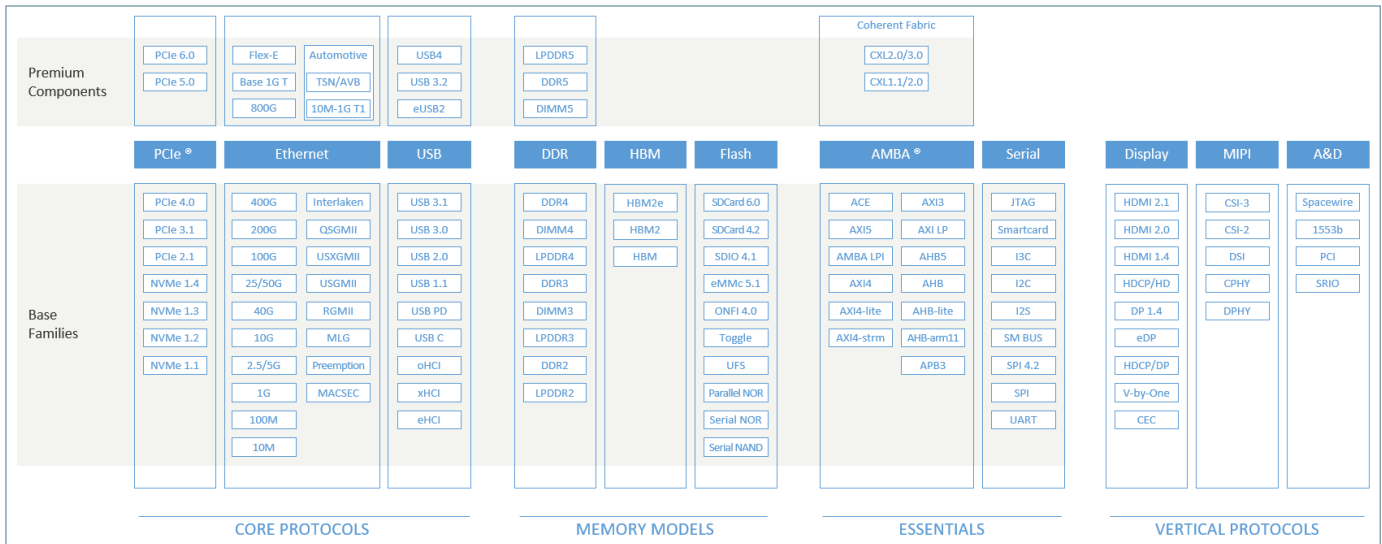 Coherent Fabric
Premium
Components
PCIe 6.0
PCIe 5.0
Flex-E
Base 1G T
800G
Automotive
TSN/AVB
10M-1G T1
USB4
USB 3.2
eUSB2
LPDDR5
DDR5
DIMM5
CXL2.0/3.0
CXL1.1/2.0
PCIe ®
Ethernet
USB
DDR
HBM
Flash
AMBA ®
Serial
Display
MIPI
A&D
Base
Families
PCIe 4.0
PCIe 3.1
PCIe 2.1
NVMe 1.4
NVMe 1.3
NVMe 1.2
NVMe 1.1
400G
200G
100G
25/50G
40G
10G
2.5/5G
1G
100M
10M
Interlaken
QSGMII
USXGMII
USGMII
RGMII
MLG
Preemption
MACSEC
USB 3.1
USB 3.0
USB 2.0
USB 1.1
USB PD
USB C
oHCI
xHCI
eHCI
DDR4
DIMM4
LPDDR4
DDR3
DIMM3
LPDDR3
DDR2
LPDDR2
HBM2e
HBM2
HBM
SDCard 6.0
SDCard 4.2
SDIO 4.1
eMMc 5.1
ONFI 4.0
Toggle
UFS
Parallel NOR
Serial NOR
Serial NAND
ACE
AXI5
AMBA LPI
AXI4
AXI4-lite
AXI4-strm
AXI3
AXI LP
AHB5
AHB
AHB-lite
AHB-arm11
APB3
JTAG
Smartcard
I3C
I2C
I2S
SM BUS
SPI 4.2
SPI
UART
HDMI 2.1
HDMI 2.0
HDMI 1.4
HDCP/HD
DP 1.4
eDP
HDCP/DP
V-by-One
CEC
CSI-3
CSI-2
DSI
CPHY
DPHY
Spacewire
1553b
PCI
SRIO
CORE PROTOCOLS
MEMORY MODELS
ESSENTIALS
VERTICAL PROTOCOLS